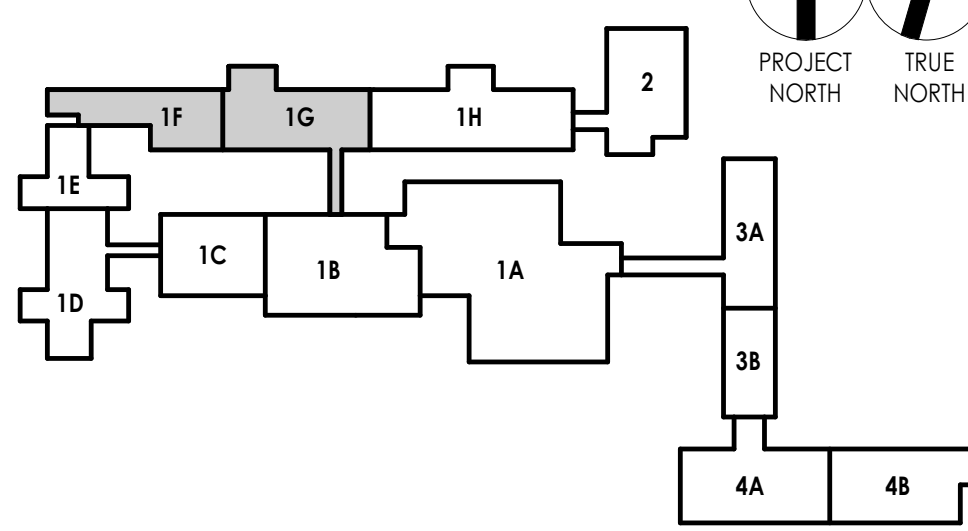 PROJECT
NORTH
TRUE
NORTH
2
1F
1G
1H
1E
3A
1C
1B
1A
1D
3B
4A
4B